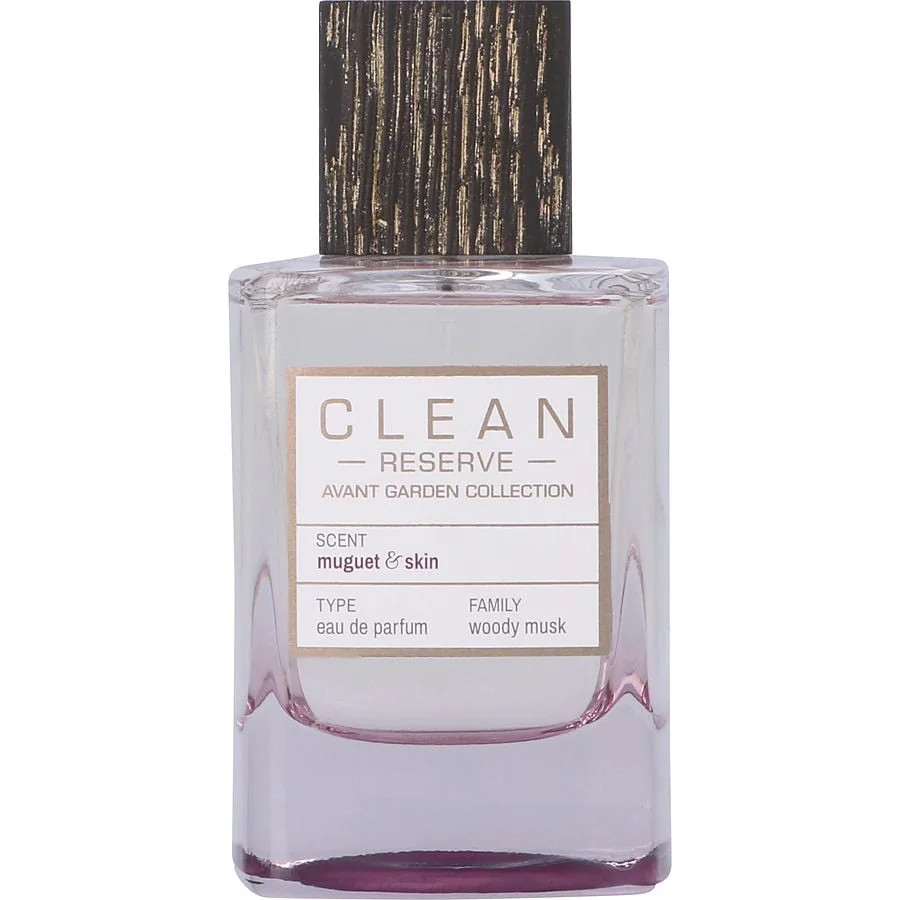 CLEAN
— RESERVE —
AVANT GARDEN COLLECTION
SCENT
muguet & skin
TYPE
eau de parfum
FAMILY
woody musk